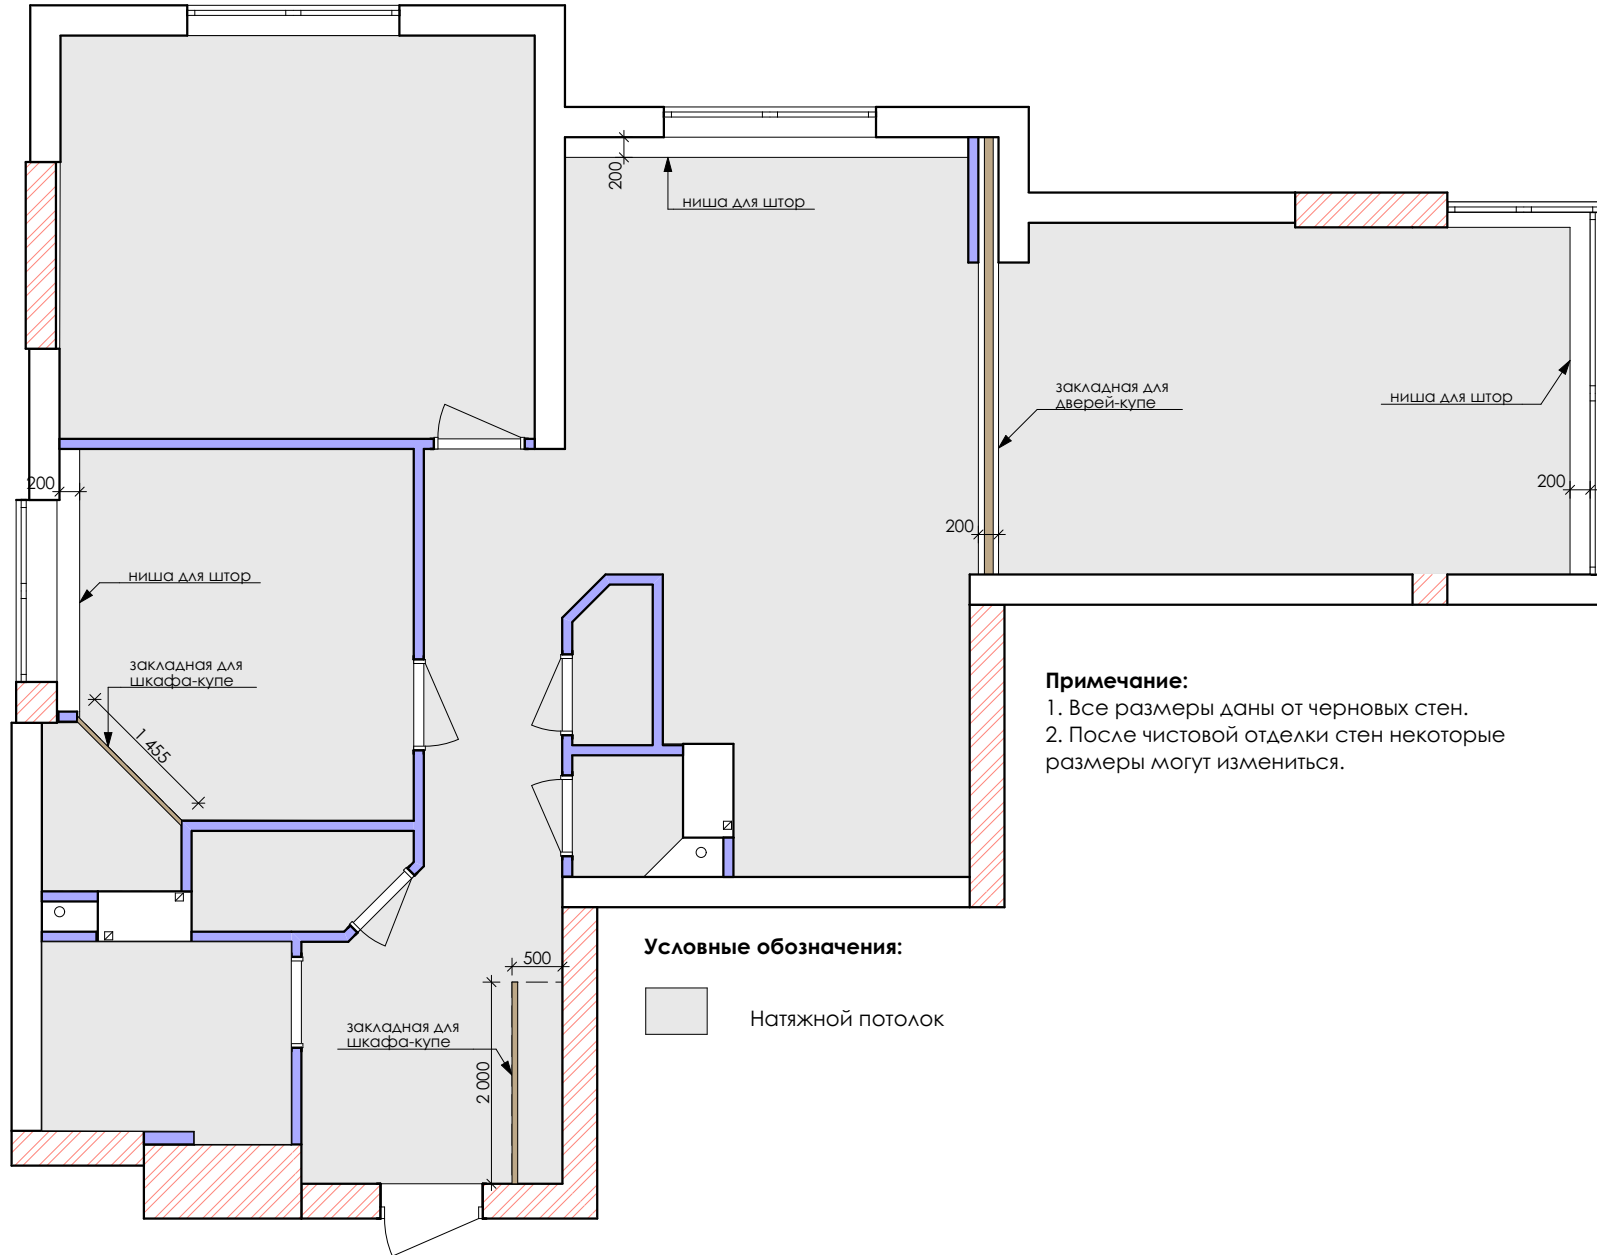 200
ниша для штор
закладная для
дверей-купе
ниша для штор
200
200
200
ниша для штор
закладная для
шкафа-купе
1 455
Примечание:
1. Все размеры даны от черновых стен.
2. После чистовой отделки стен некоторые
размеры могут измениться.
Условные обозначения:
Натяжной потолок
500
закладная для
шкафа-купе
2 000